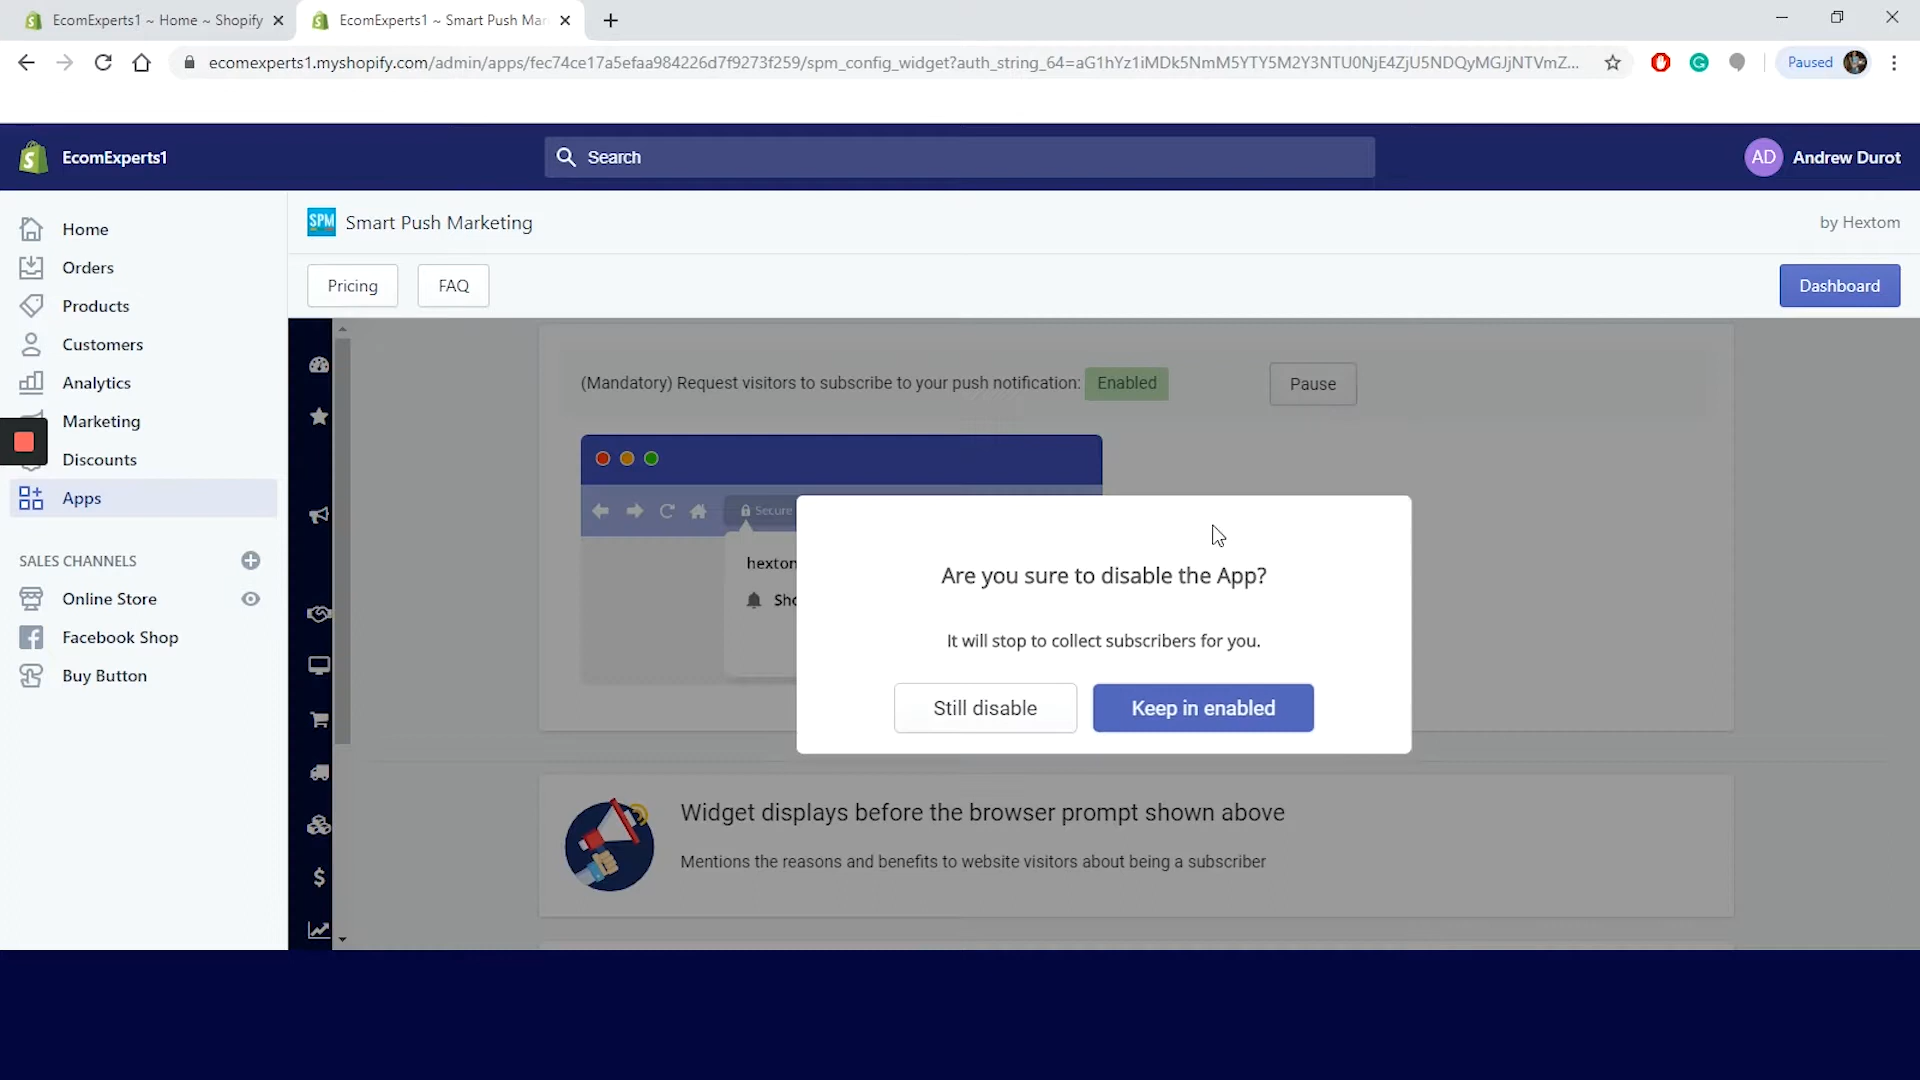 EcomExperts1 ~ Home ~ Shopify
EcomExperts1 ~ Smart Push Mar
ecomexperts1.myshopify.com/admin/apps/fec74ce17a5efaa984226d7f9273f259/spm_config_widget?auth_string_64=aG1hYz1iMDk5NmM5YTY5M2Y3NTU0NjE4ZjU5NDQyMGJjNTVmZ...
Paused
EcomExperts1
Search
AD
Andrew Durot
Home
Orders
Products
Customers
Analytics
Marketing
Discounts
Apps
SALES CHANNELS
Online Store
Facebook Shop
Buy Button
SPM
Smart Push Marketing
by Hextom
Pricing
FAQ
Dashboard
(Mandatory) Request visitors to subscribe to your push notification: Enabled
Pause
Secure
hextom
Sho
Are you sure to disable the App?
It will stop to collect subscribers for you.
Still disable
Keep in enabled
Widget displays before the browser prompt shown above
Mentions the reasons and benefits to website visitors about being a subscriber